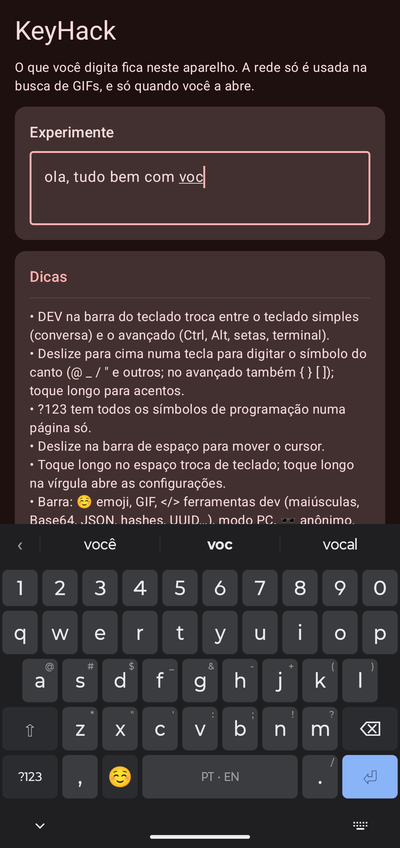 KeyHack
O que você digita fica neste aparelho. A rede só é usada na
busca de GIFs, e só quando você a abre.
Experimente
ola, tudo bem com voc
Dicas
• DEV na barra do teclado troca entre o teclado simples
(conversa) e o avançado (Ctrl, Alt, setas, terminal).
• Deslize para cima numa tecla para digitar o símbolo do
canto (@ _ / " e outros; no avançado também { } [ ]);
toque longo para acentos.
• ?123 tem todos os símbolos de programação numa
página só.
• Deslize na barra de espaço para mover o cursor.
• Toque longo no espaço troca de teclado; toque longo
na vírgula abre as configurações.
• Barra: ☺️ emoji, GIF, </> ferramentas dev (maiúsculas,
Base64, JSON, hashes, UUID…), modo PC, 🕶️ anônimo,
‹ você voc vocal
1 2 3 4 5 6 7 8 9 0
q w e r t y u i o p
@ # $ _ & - + ( )
a s d f g h j k l
* " ' : ; ! ?
⇧ z x c v b n m ⌫
/
?123 , ☺️ PT · EN . ⏎